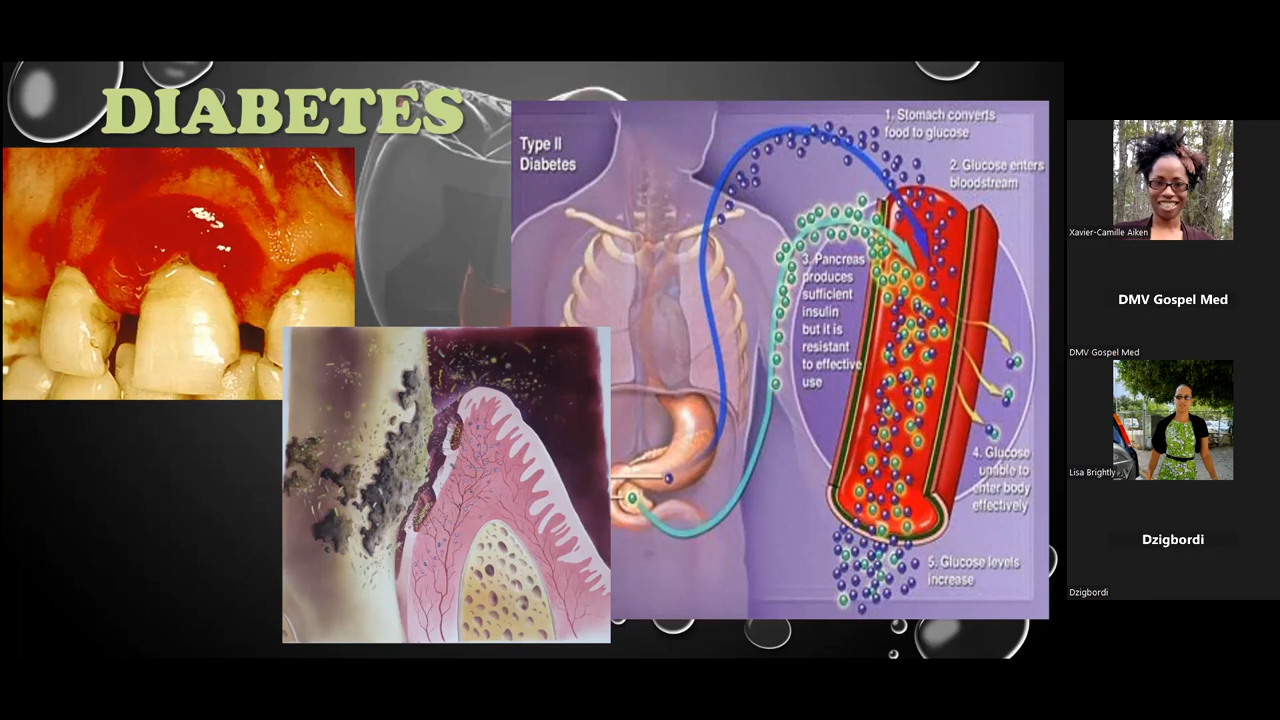 DIABETES
Type II
Diabetes
1. Stomach converts
food to glucose
2. Glucose enters
bloodstream
3. Pancreas
produces
sufficient
insulin
but it is
resistant
to effective
use
4. Glucose
unable to
enter body
effectively
5. Glucose levels
increase
Xavier-Camille Aiken
DMV Gospel Med
DMV Gospel Med
Lisa Brightly
Dzigbordi
Dzigbordi